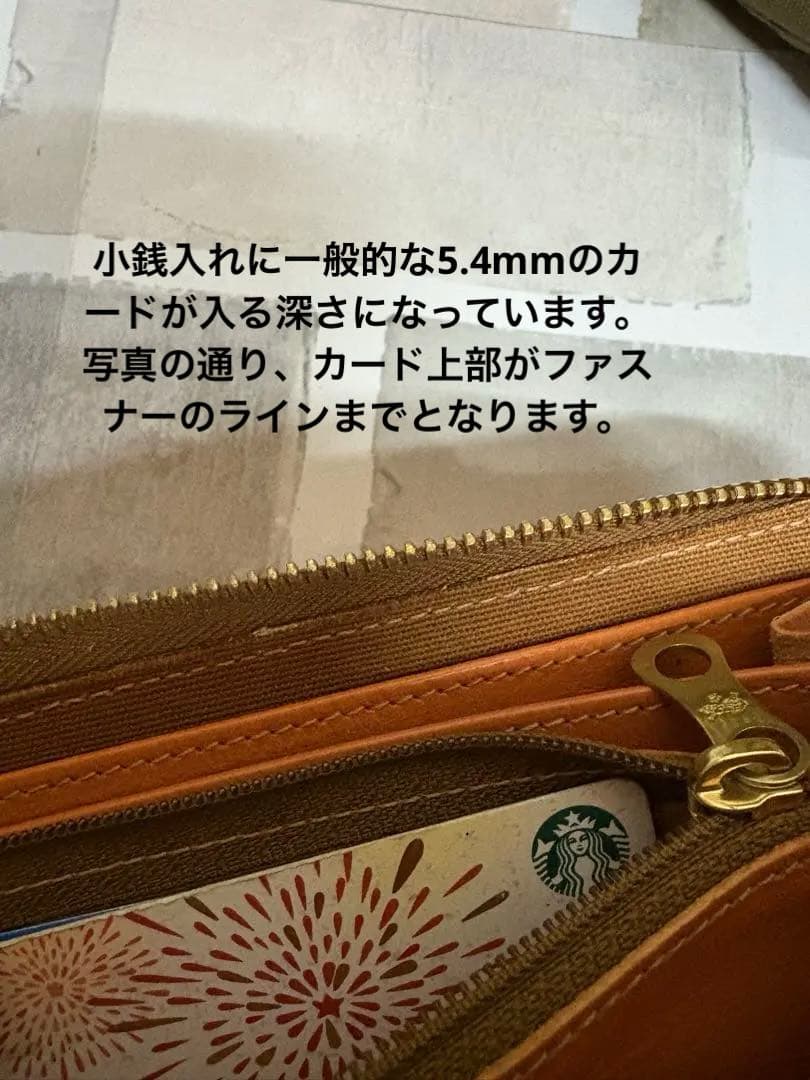 小銭入れに一般的な5.4mmのカ
ードが入る深さになっています。
写真の通り、カード上部がファス
ナーのラインまでとなります。